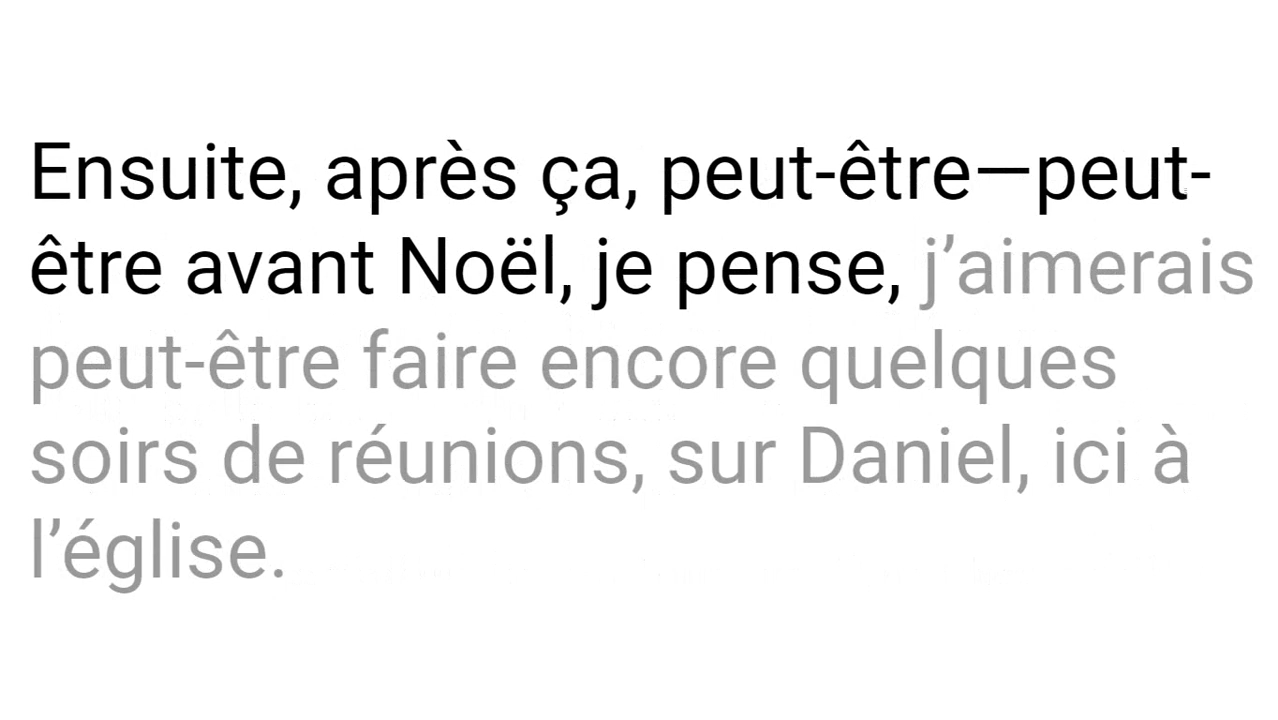 Ensuite, après ça, peut-être—peut-
être avant Noël, je pense, j’aimerais
peut-être faire encore quelques
soirs de réunions, sur Daniel, ici à
l’église.